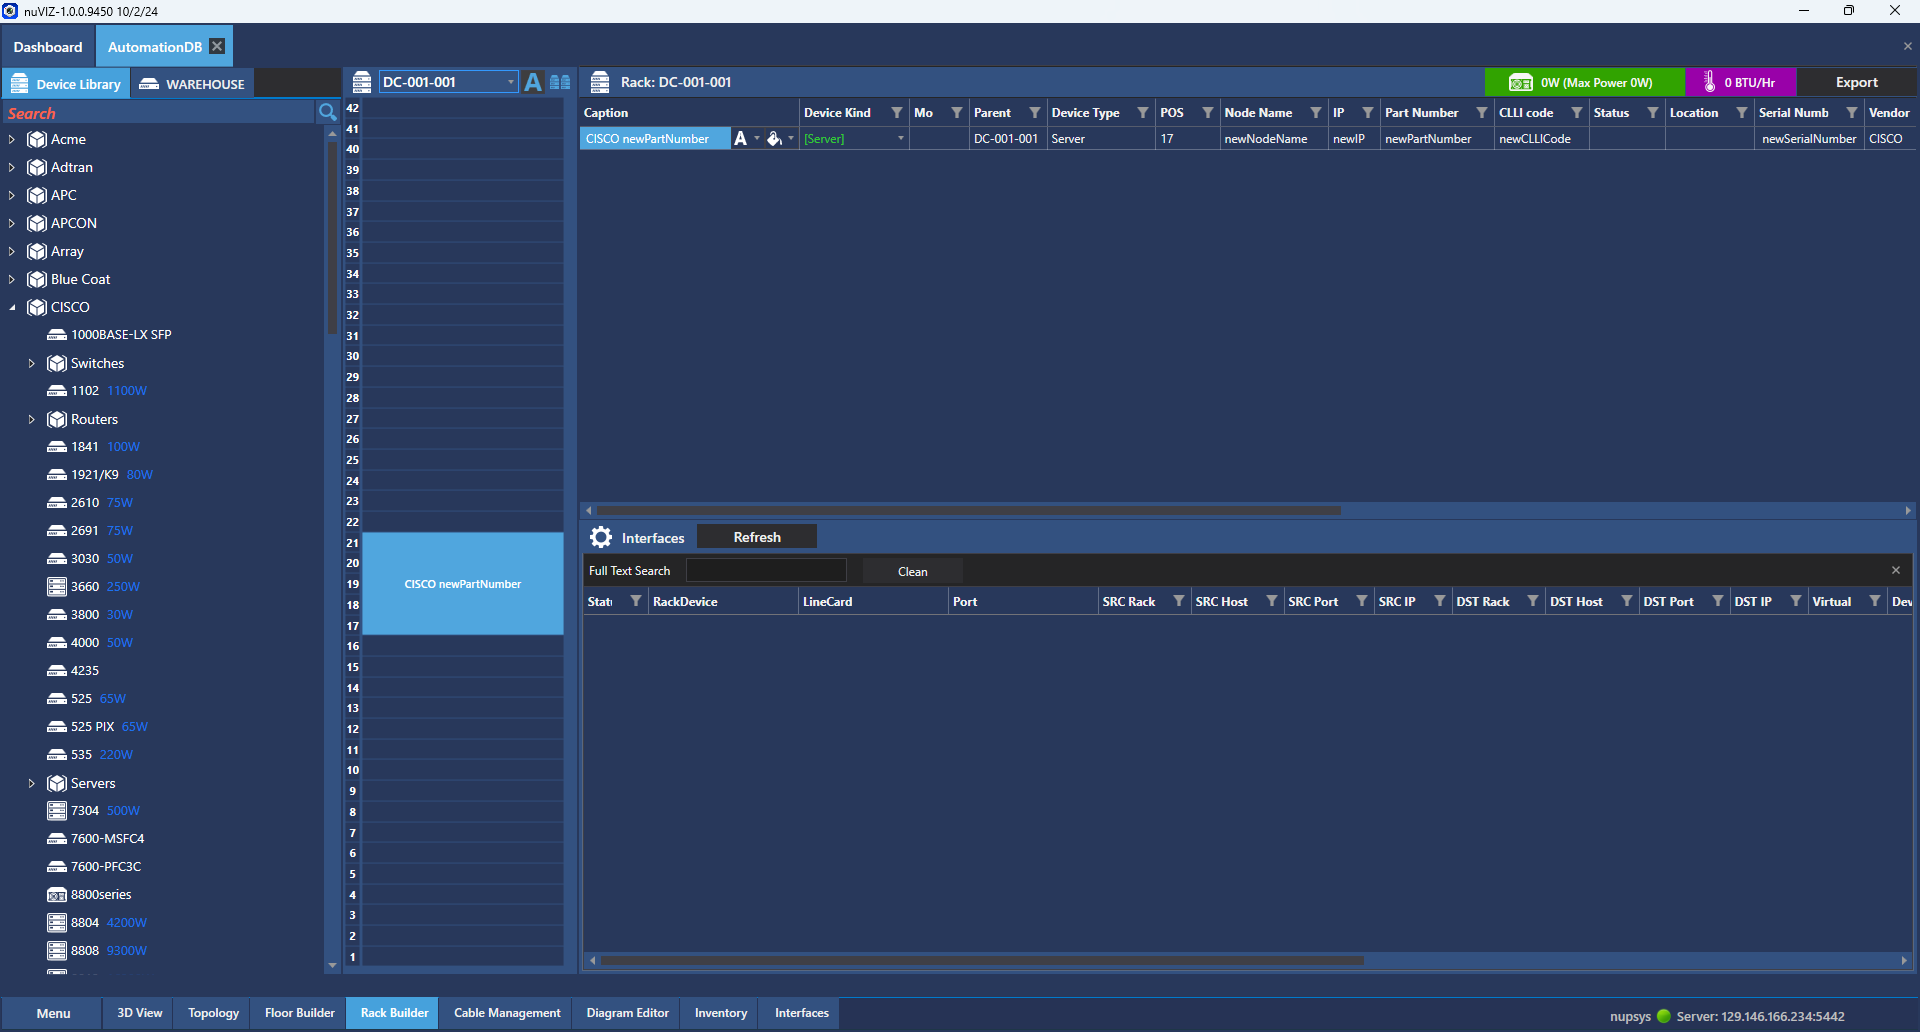 nuVIZ-1.0.0.9450 10/2/24
Dashboard AutomationDB
Device Library WAREHOUSE
Search
Acme
Adtran
APC
APCON
Array
Blue Coat
CISCO
1000BASE-LX SFP
Switches
1102 1100W
Routers
1841 100W
1921/K9 80W
2610 75W
2691 75W
3030 50W
3660 250W
3800 30W
4000 50W
4235
525 65W
525 PIX 65W
535 220W
Servers
7304 500W
7600-MSFC4
7600-PFC3C
8800series
8804 4200W
8808 9300W
DC-001-001 A
42
41
40
39
38
37
36
35
34
33
32
31
30
29
28
27
26
25
24
23
22
21
20
19 CISCO newPartNumber
18
17
16
15
14
13
12
11
10
9
8
7
6
5
4
3
2
1
Rack: DC-001-001 0W (Max Power 0W) 0 BTU/Hr Export
Caption Device Kind Mo Parent Device Type POS Node Name IP Part Number CLLI code Status Location Serial Numb Vendor
CISCO newPartNumber A [Server] DC-001-001 Server 17 newNodeName newIP newPartNumber newCLLICode newSerialNumber CISCO
Interfaces Refresh
Full Text Search Clean
Stat RackDevice LineCard Port SRC Rack SRC Host SRC Port SRC IP DST Rack DST Host DST Port DST IP Virtual Dev
Menu 3D View Topology Floor Builder Rack Builder Cable Management Diagram Editor Inventory Interfaces
nupsys Server: 129.146.166.234:5442